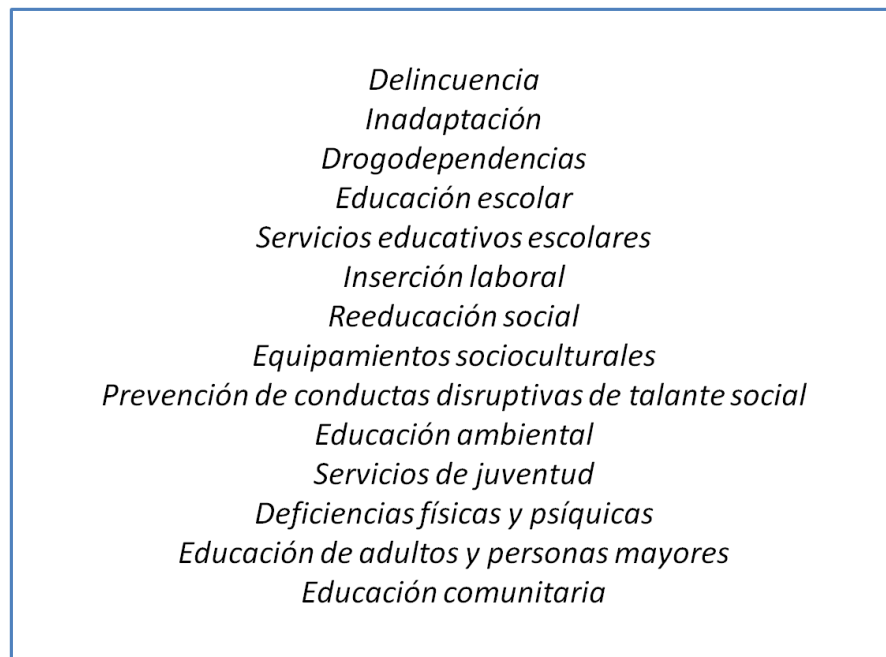 Delincuencia
Inadaptación
Drogodependencias
Educación escolar
Servicios educativos escolares
Inserción laboral
Reeducación social
Equipamientos socioculturales
Prevención de conductas disruptivas de talante social
Educación ambiental
Servicios de juventud
Deficiencias físicas y psíquicas
Educación de adultos y personas mayores
Educación comunitaria